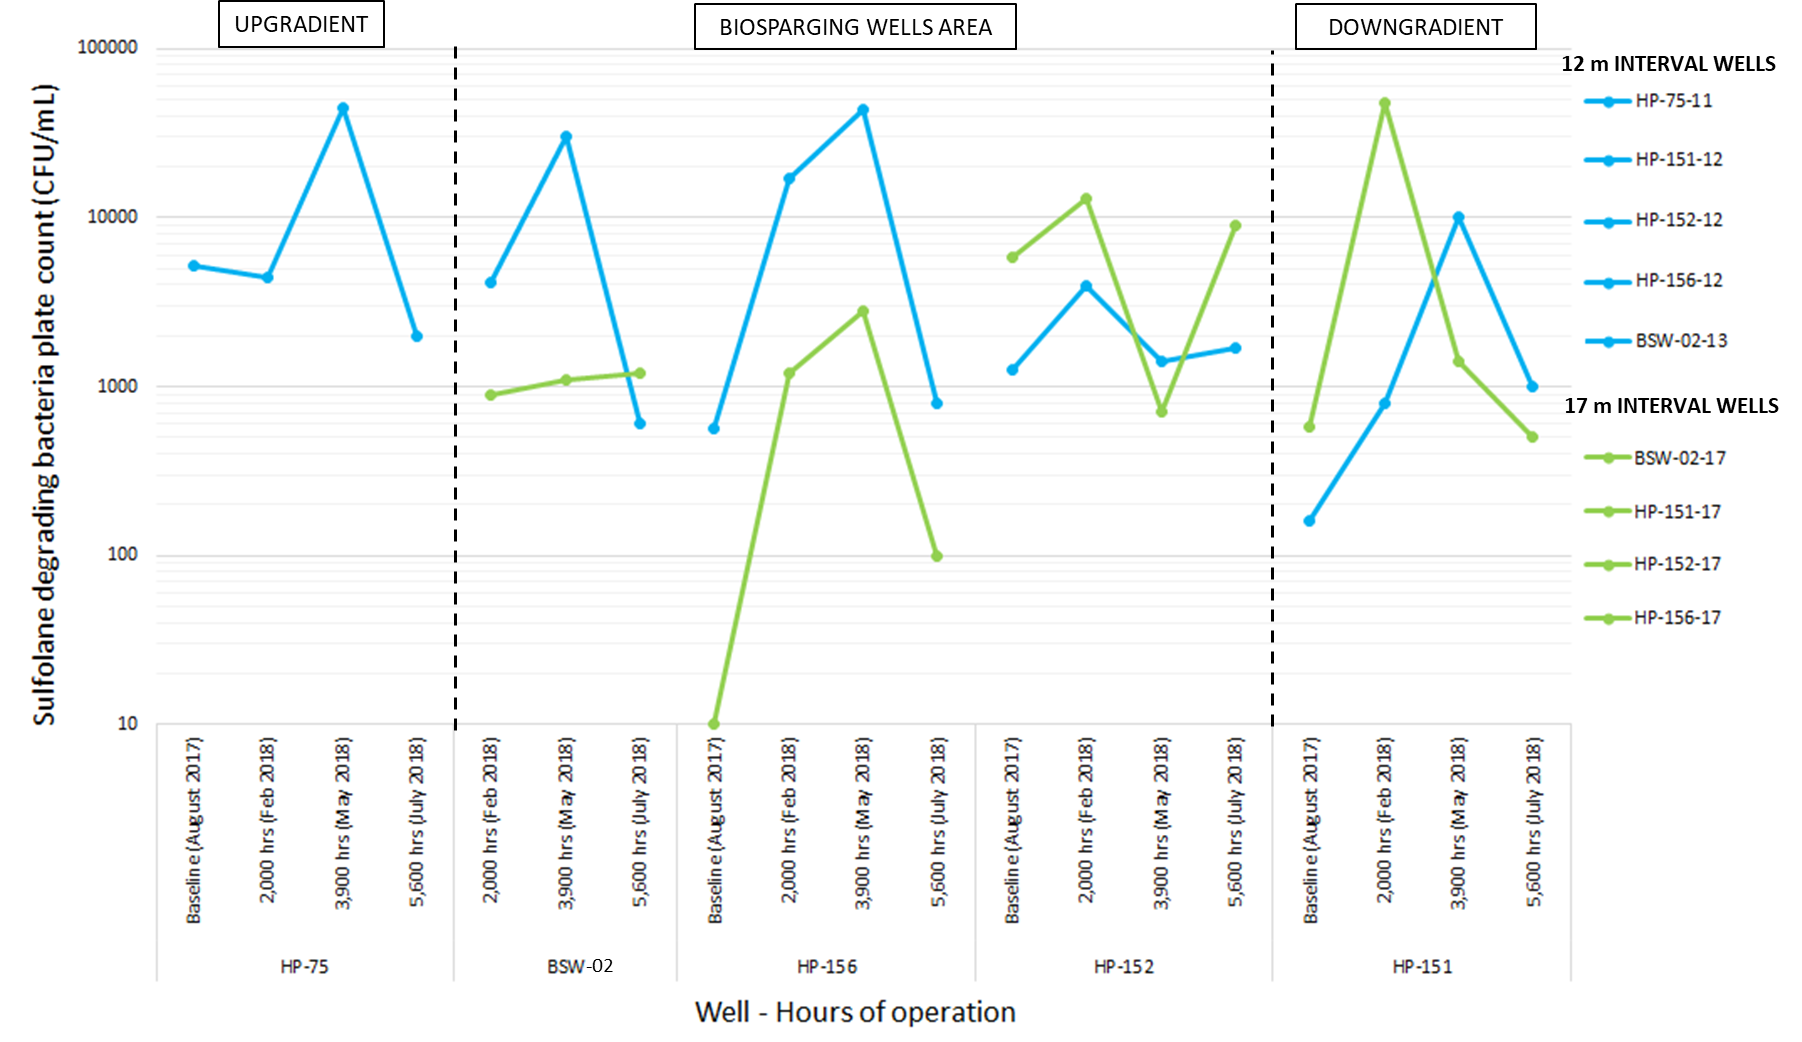 UPGRADIENT
BIOSPARGING WELLS AREA
DOWNGRADIENT
Sulfolane degrading bacteria plate count (CFU/mL)
100000
10000
1000
100
10
12 m INTERVAL WELLS
HP-75-11
HP-151-12
HP-152-12
HP-156-12
BSW-02-13
17 m INTERVAL WELLS
BSW-02-17
HP-151-17
HP-152-17
HP-156-17
Baseline (August 2017)
2,000 hrs (Feb 2018)
3,900 hrs (May 2018)
5,600 hrs (July 2018)
2,000 hrs (Feb 2018)
3,900 hrs (May 2018)
5,600 hrs (July 2018)
Baseline (August 2017)
2,000 hrs (Feb 2018)
3,900 hrs (May 2018)
5,600 hrs (July 2018)
Baseline (August 2017)
2,000 hrs (Feb 2018)
3,900 hrs (May 2018)
5,600 hrs (July 2018)
Baseline (August 2017)
2,000 hrs (Feb 2018)
3,900 hrs (May 2018)
5,600 hrs (July 2018)
HP-75
BSW-02
HP-156
HP-152
HP-151
Well - Hours of operation